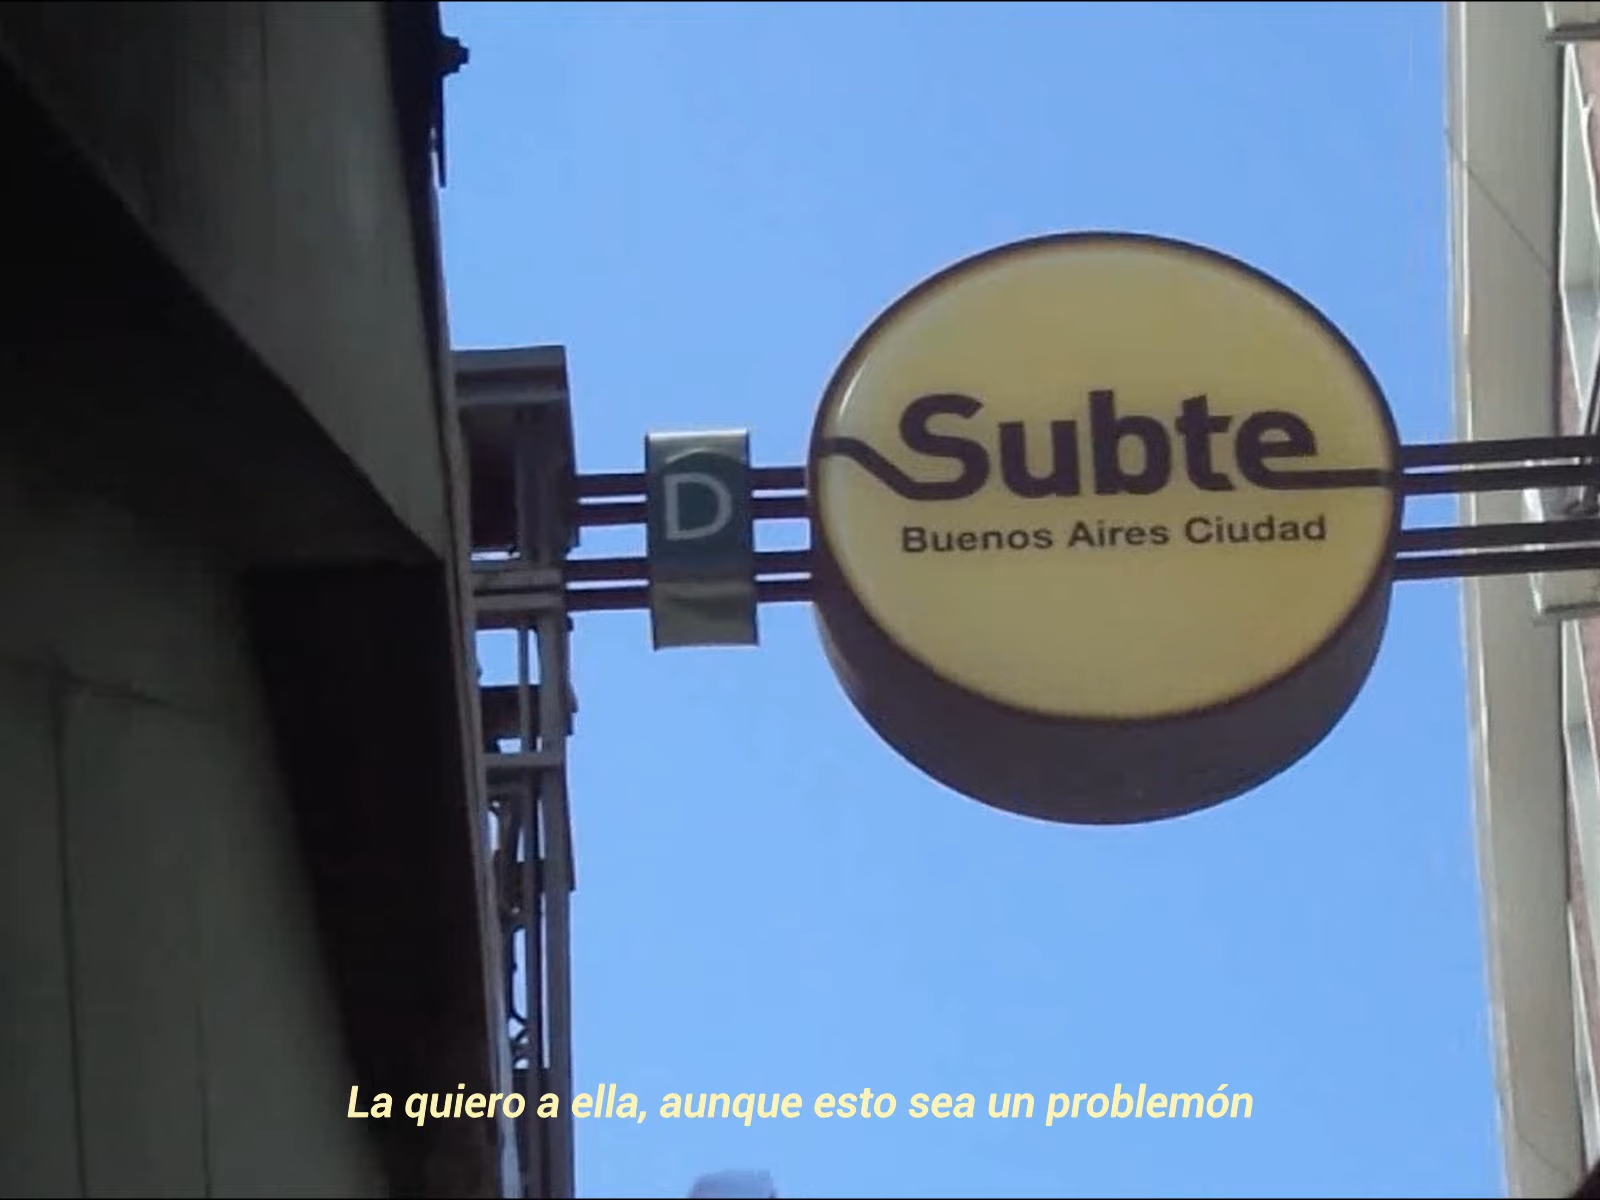 D
Subte
Buenos Aires Ciudad
La quiero a ella, aunque esto sea un problemón